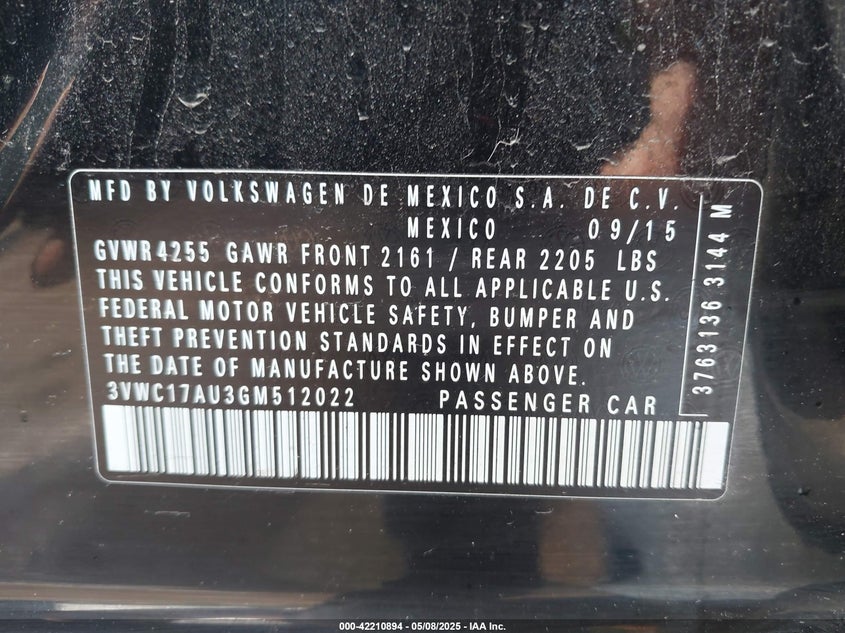 MFD BY VOLKSWAGEN DE MEXICO S.A. DE C.V.
MEXICO 09/15
GVWR 4255 GAWR FRONT 2161 / REAR 2205 LBS
THIS VEHICLE CONFORMS TO ALL APPLICABLE U.S.
FEDERAL MOTOR VEHICLE SAFETY, BUMPER AND
THEFT PREVENTION STANDARDS IN EFFECT ON
THE DATE OF MANUFACTURE SHOWN ABOVE.
3VWC17AU3GM512022 PASSENGER CAR
3763136 3144 M
000-42210894 - 05/08/2025 - IAA Inc.